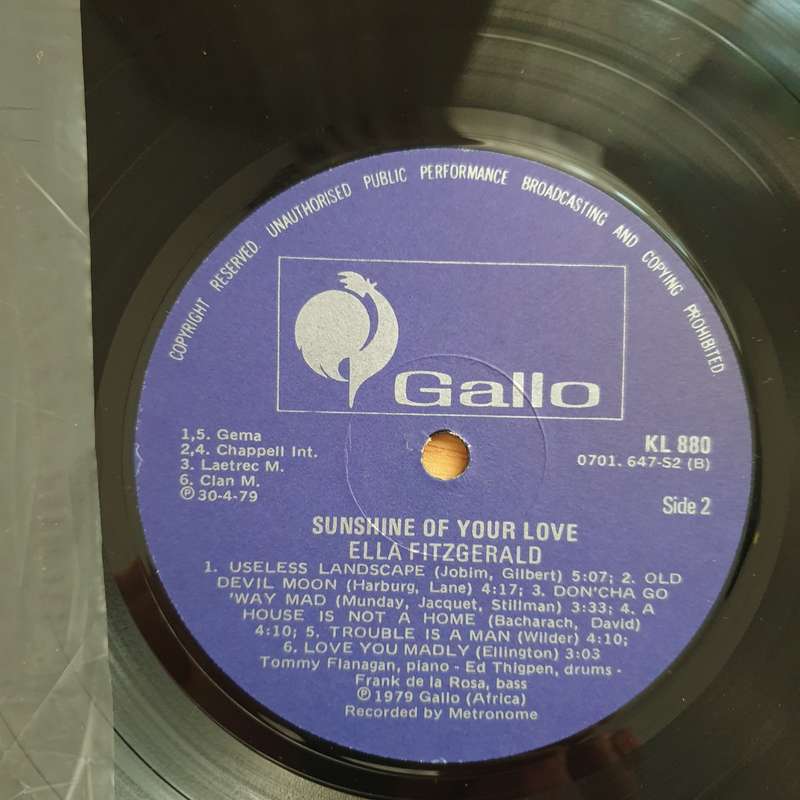 COPYRIGHT RESERVED UNAUTHORISED PUBLIC PERFORMANCE BROADCASTING AND COPYING PROHIBITED.
Gallo
1,5. Gema
2,4. Chappell Int.
3. Laetrec M.
6. Clan M.
Ⓟ30-4-79
KL 880
0701. 647-S2 (B)
Side 2
SUNSHINE OF YOUR LOVE
ELLA FITZGERALD
1. USELESS LANDSCAPE (Jobim, Gilbert) 5:07; 2. OLD
DEVIL MOON (Harburg, Lane) 4:17; 3. DON'CHA GO
'WAY MAD (Munday, Jacquet, Stillman) 3:33; 4. A
HOUSE IS NOT A HOME (Bacharach, David)
4:10; 5. TROUBLE IS A MAN (Wilder) 4:10;
6. LOVE YOU MADLY (Ellington) 3:03
Tommy Flanagan, piano - Ed Thigpen, drums -
Frank de la Rosa, bass
Ⓟ1979 Gallo (Africa)
Recorded by Metronome